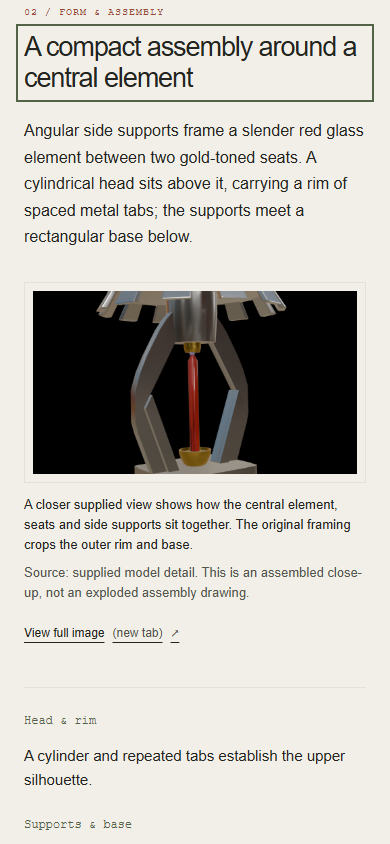 02 / FORM & ASSEMBLY
A compact assembly around a
central element
Angular side supports frame a slender red glass
element between two gold-toned seats. A
cylindrical head sits above it, carrying a rim of
spaced metal tabs; the supports meet a
rectangular base below.
A closer supplied view shows how the central element,
seats and side supports sit together. The original framing
crops the outer rim and base.
Source: supplied model detail. This is an assembled close-
up, not an exploded assembly drawing.
View full image (new tab) ↗
Head & rim
A cylinder and repeated tabs establish the upper
silhouette.
Supports & base